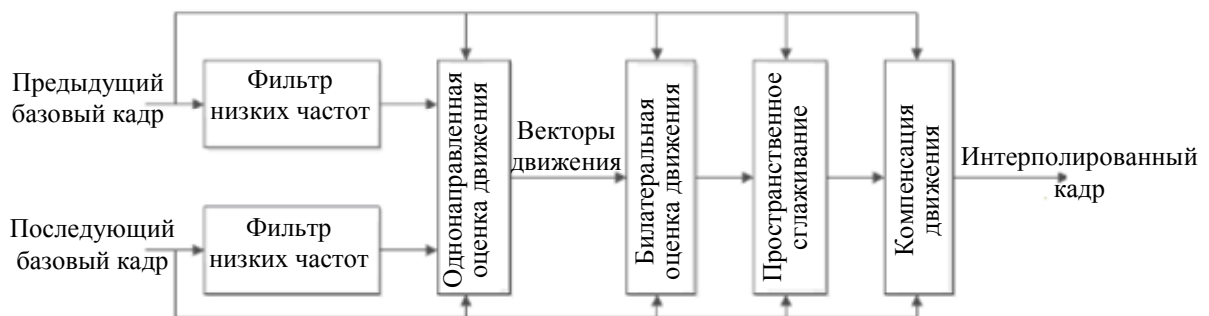 Предыдущий
базовый кадр
Фильтр
низких частот
Последующий
базовый кадр
Фильтр
низких частот
Однонаправленная
оценка движения
Векторы
движения
Билатеральная
оценка движения
Пространственное
сглаживание
Компенсация
движения
Интерполированный
кадр